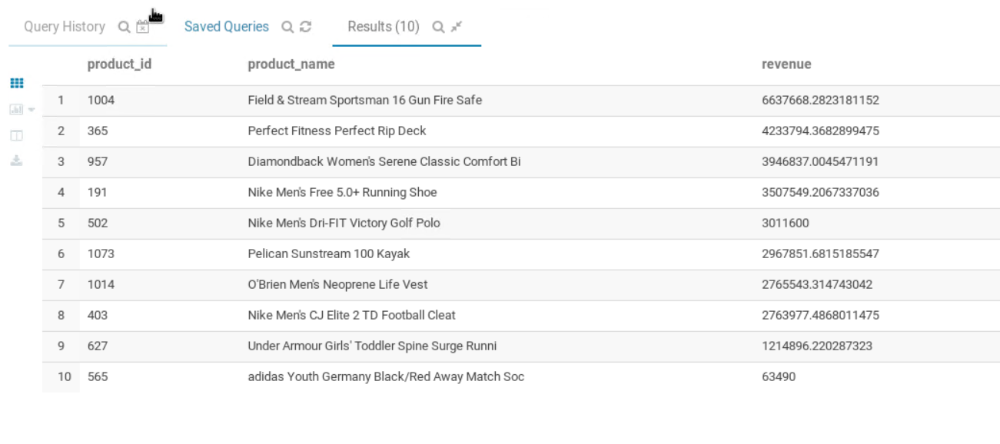 Query History Saved Queries Results (10)
product_id product_name revenue
1 1004 Field & Stream Sportsman 16 Gun Fire Safe 6637668.2823181152
2 365 Perfect Fitness Perfect Rip Deck 4233794.3682899475
3 957 Diamondback Women's Serene Classic Comfort Bi 3946837.0045471191
4 191 Nike Men's Free 5.0+ Running Shoe 3507549.2067337036
5 502 Nike Men's Dri-FIT Victory Golf Polo 3011600
6 1073 Pelican Sunstream 100 Kayak 2967851.6815185547
7 1014 O'Brien Men's Neoprene Life Vest 2765543.314743042
8 403 Nike Men's CJ Elite 2 TD Football Cleat 2763977.4868011475
9 627 Under Armour Girls' Toddler Spine Surge Runni 1214896.220287323
10 565 adidas Youth Germany Black/Red Away Match Soc 63490